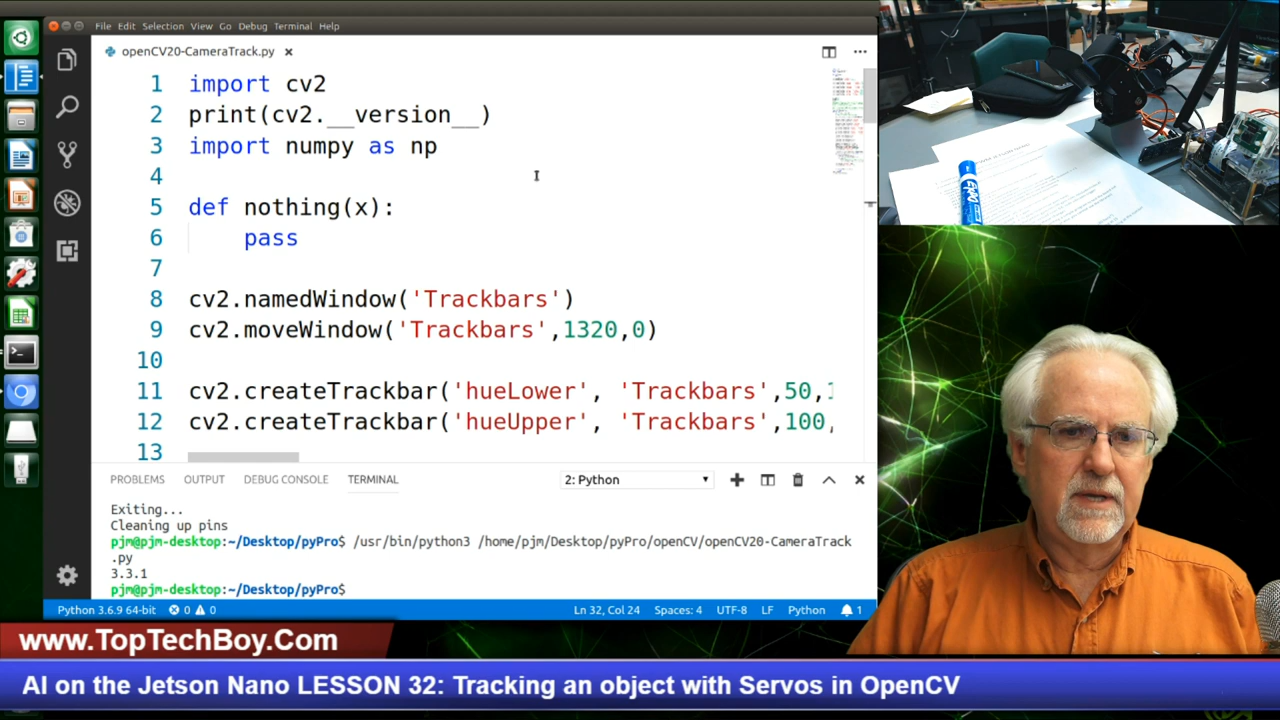 File Edit Selection View Go Debug Terminal Help
openCV20-CameraTrack.py
1 import cv2
2 print(cv2.__version__)
3 import numpy as np
4
5 def nothing(x):
6 pass
7
8 cv2.namedWindow('Trackbars')
9 cv2.moveWindow('Trackbars',1320,0)
10
11 cv2.createTrackbar('hueLower', 'Trackbars',50,
12 cv2.createTrackbar('hueUpper', 'Trackbars',100,
13
PROBLEMS OUTPUT DEBUG CONSOLE TERMINAL 2: Python
Exiting...
Cleaning up pins
pjm@pjm-desktop:~/Desktop/pyPro$ /usr/bin/python3 /home/pjm/Desktop/pyPro/openCV/openCV20-CameraTrack
.py
3.3.1
pjm@pjm-desktop:~/Desktop/pyPro$
Python 3.6.9 64-bit 0 0 Ln 32, Col 24 Spaces: 4 UTF-8 LF Python 1
EXPO
www.TopTechBoy.Com
AI on the Jetson Nano LESSON 32: Tracking an object with Servos in OpenCV